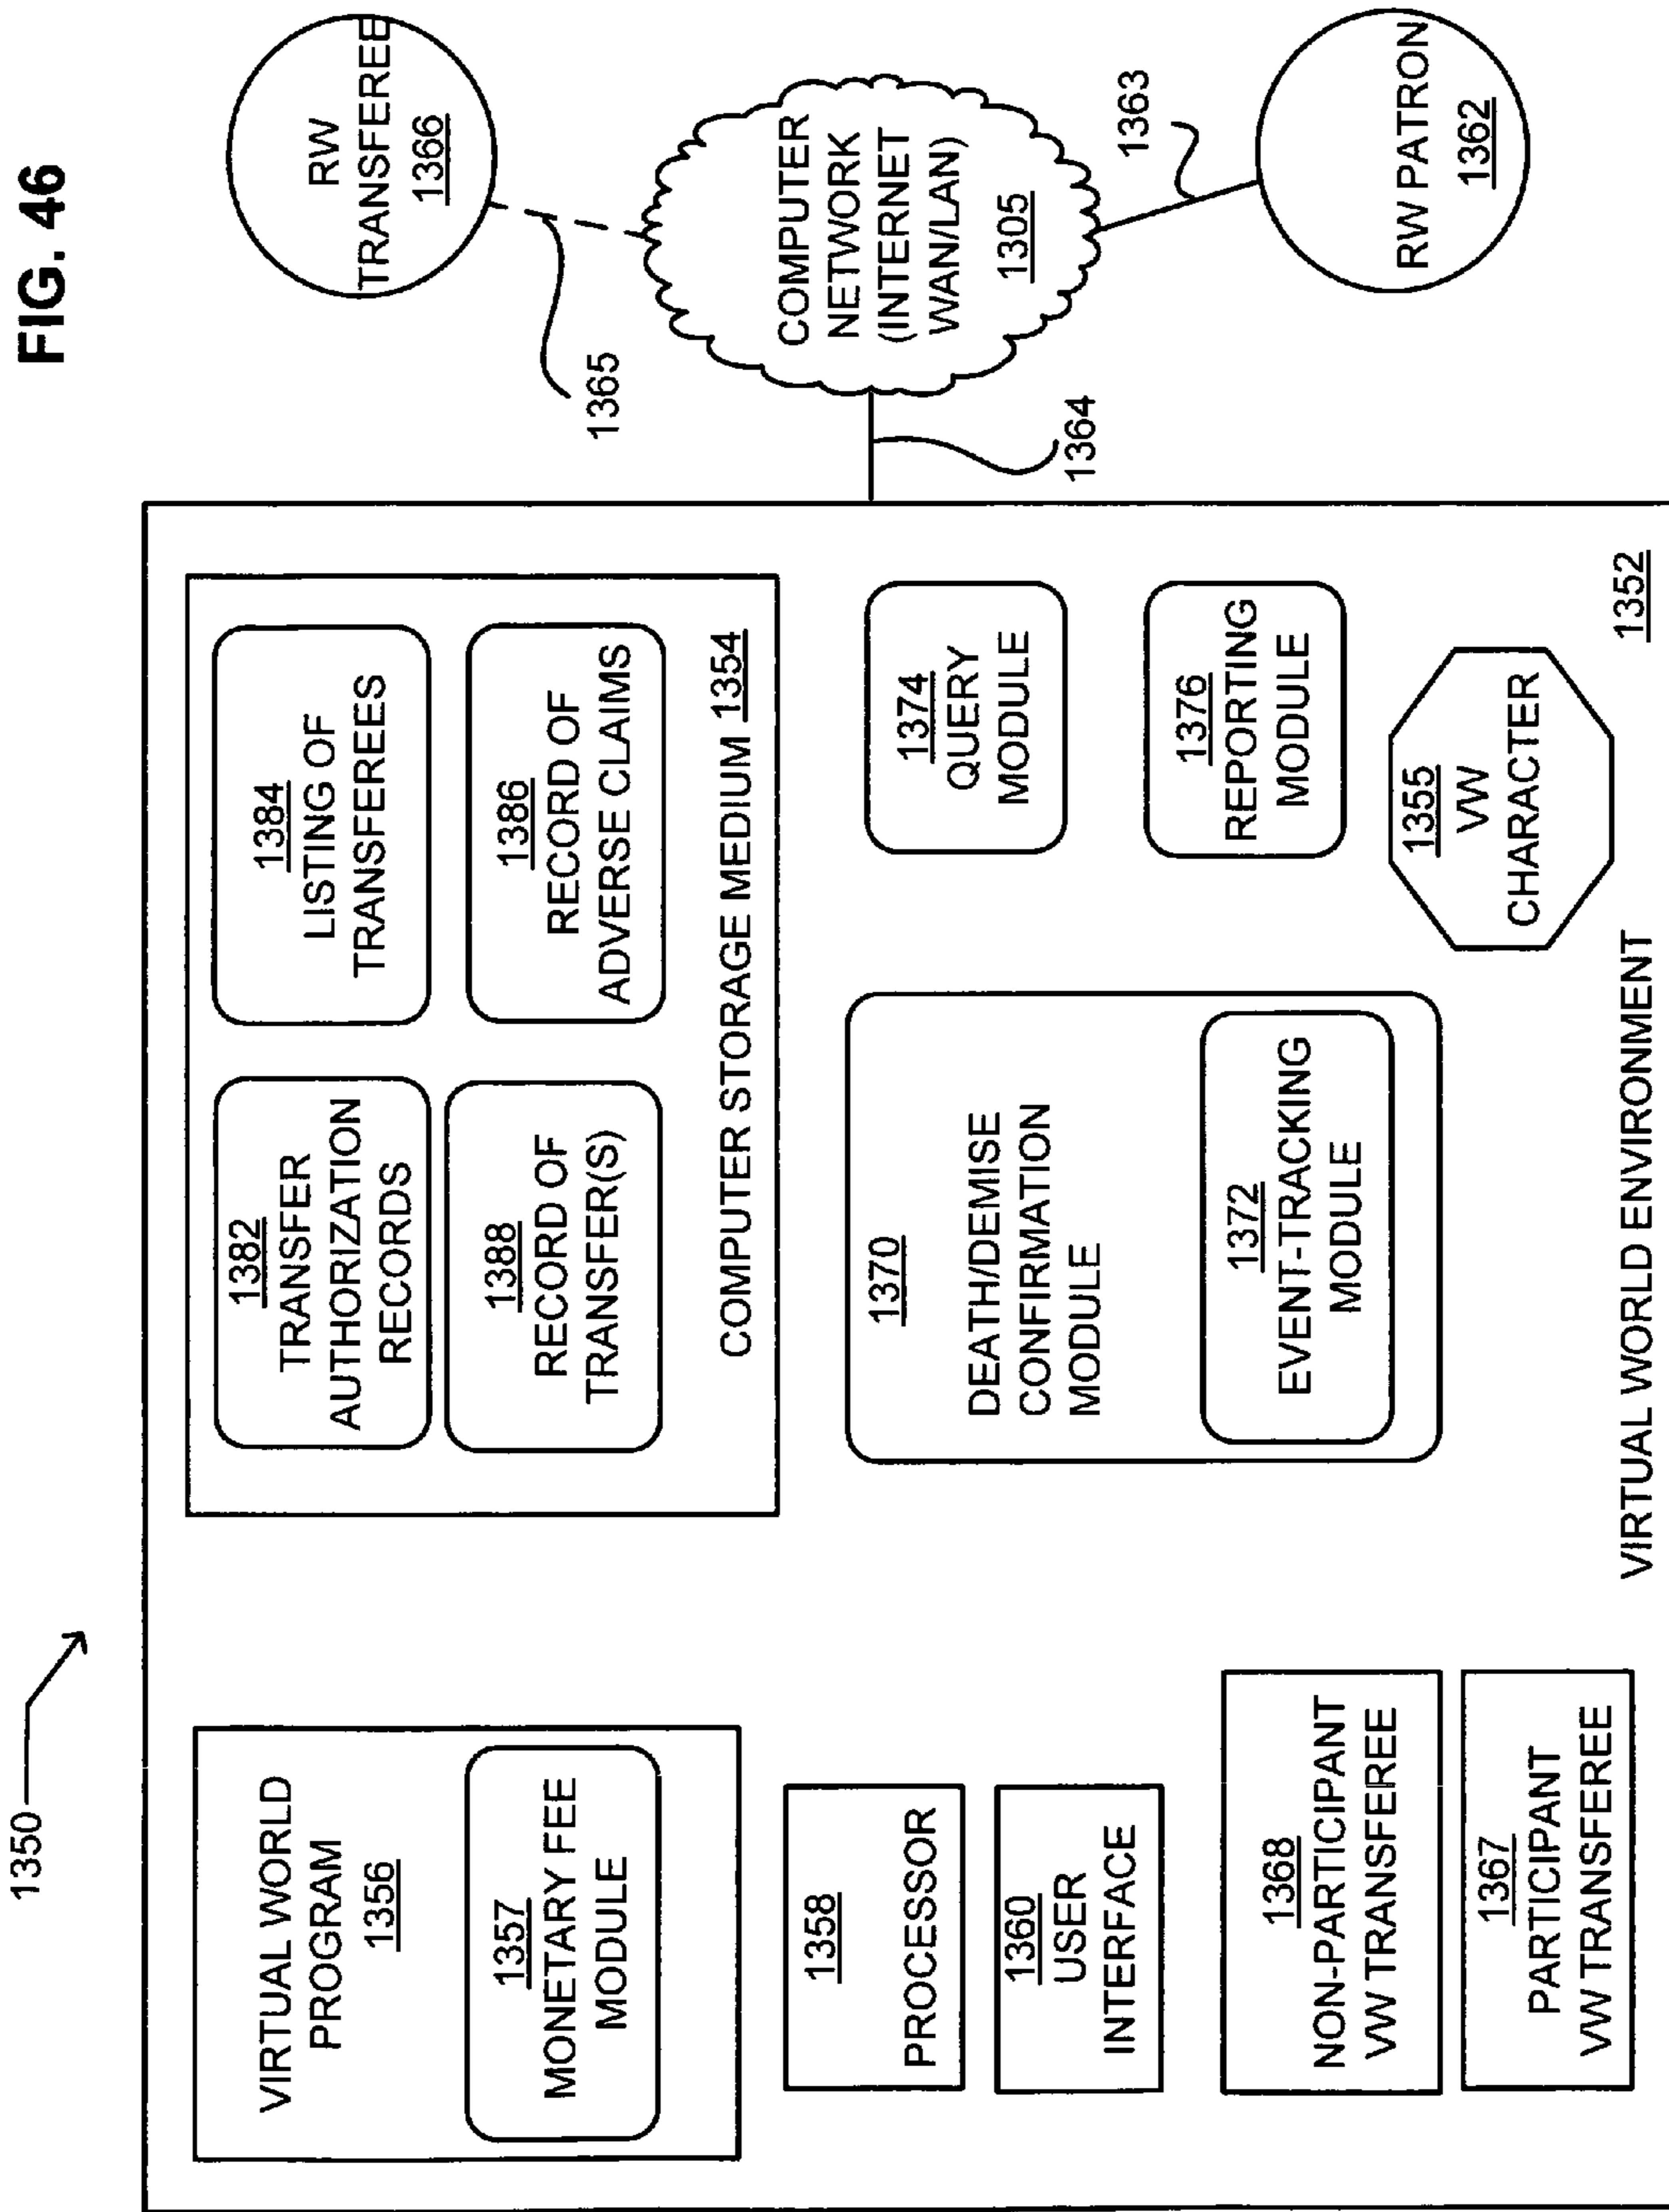 FIG. 46
1350
VIRTUAL WORLD
PROGRAM
1356
1357
MONETARY FEE
MODULE
1358
PROCESSOR
1360
USER
INTERFACE
1368
NON-PARTICIPANT
VW TRANSFEREE
1367
PARTICIPANT
VW TRANSFEREE
1382
TRANSFER
AUTHORIZATION
RECORDS
1384
LISTING OF
TRANSFEREES
1388
RECORD OF
TRANSFER(S)
1386
RECORD OF
ADVERSE CLAIMS
COMPUTER STORAGE MEDIUM 1354
1370
DEATH/DEMISE
CONFIRMATION
MODULE
1372
EVENT-TRACKING
MODULE
1374
QUERY
MODULE
1376
REPORTING
MODULE
1355
VW
CHARACTER
VIRTUAL WORLD ENVIRONMENT
1352
RW
TRANSFEREE
1366
1365
COMPUTER
NETWORK
(INTERNET
WAN/LAN)
1305
1364
1363
RW PATRON
1362